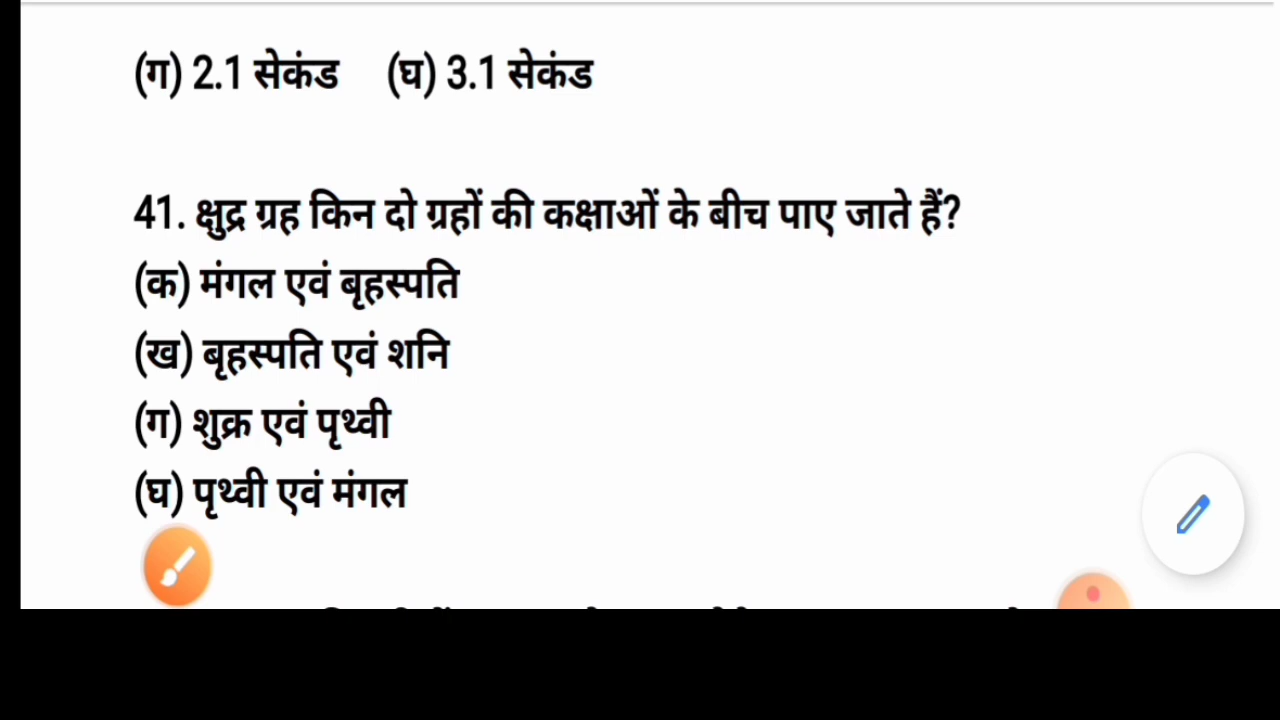 (ग) 2.1 सेकंड (घ) 3.1 सेकंड
41. क्षुद्र ग्रह किन दो ग्रहों की कक्षाओं के बीच पाए जाते हैं?
(क) मंगल एवं बृहस्पति
(ख) बृहस्पति एवं शनि
(ग) शुक्र एवं पृथ्वी
(घ) पृथ्वी एवं मंगल